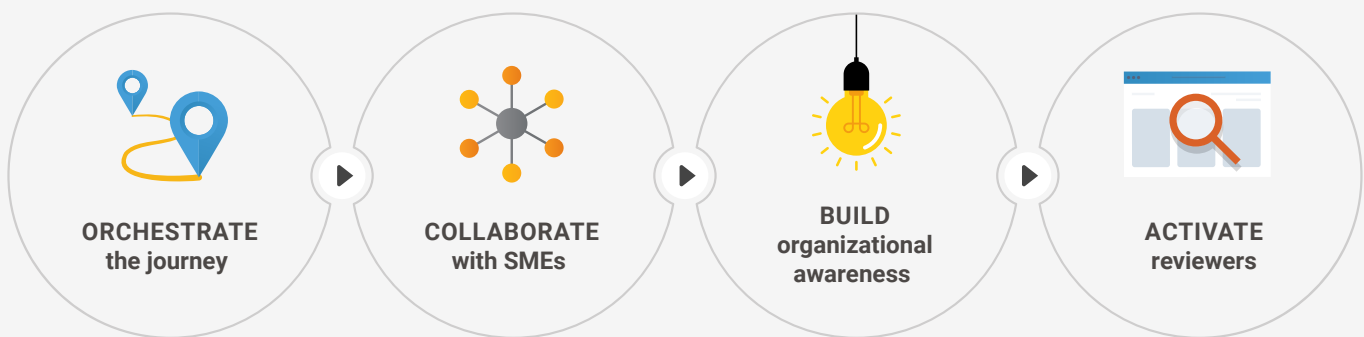 ORCHESTRATE
the journey
COLLABORATE
with SMEs
BUILD
organizational
awareness
ACTIVATE
reviewers